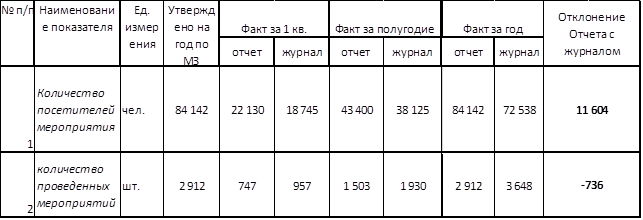 № п/п Наименовани е показателя Ед. измер ения Утвержд ено на год по МЗ Факт за 1 кв. Факт за полугодие Факт за год Отклонение Отчета с журналом
отчет журнал отчет журнал отчет журнал
1 Количество посетителей мероприятия чел. 84 142 22 130 18 745 43 400 38 125 84 142 72 538 11 604
2 количество проведенных мероприятий шт. 2 912 747 957 1 503 1 930 2 912 3 648 -736